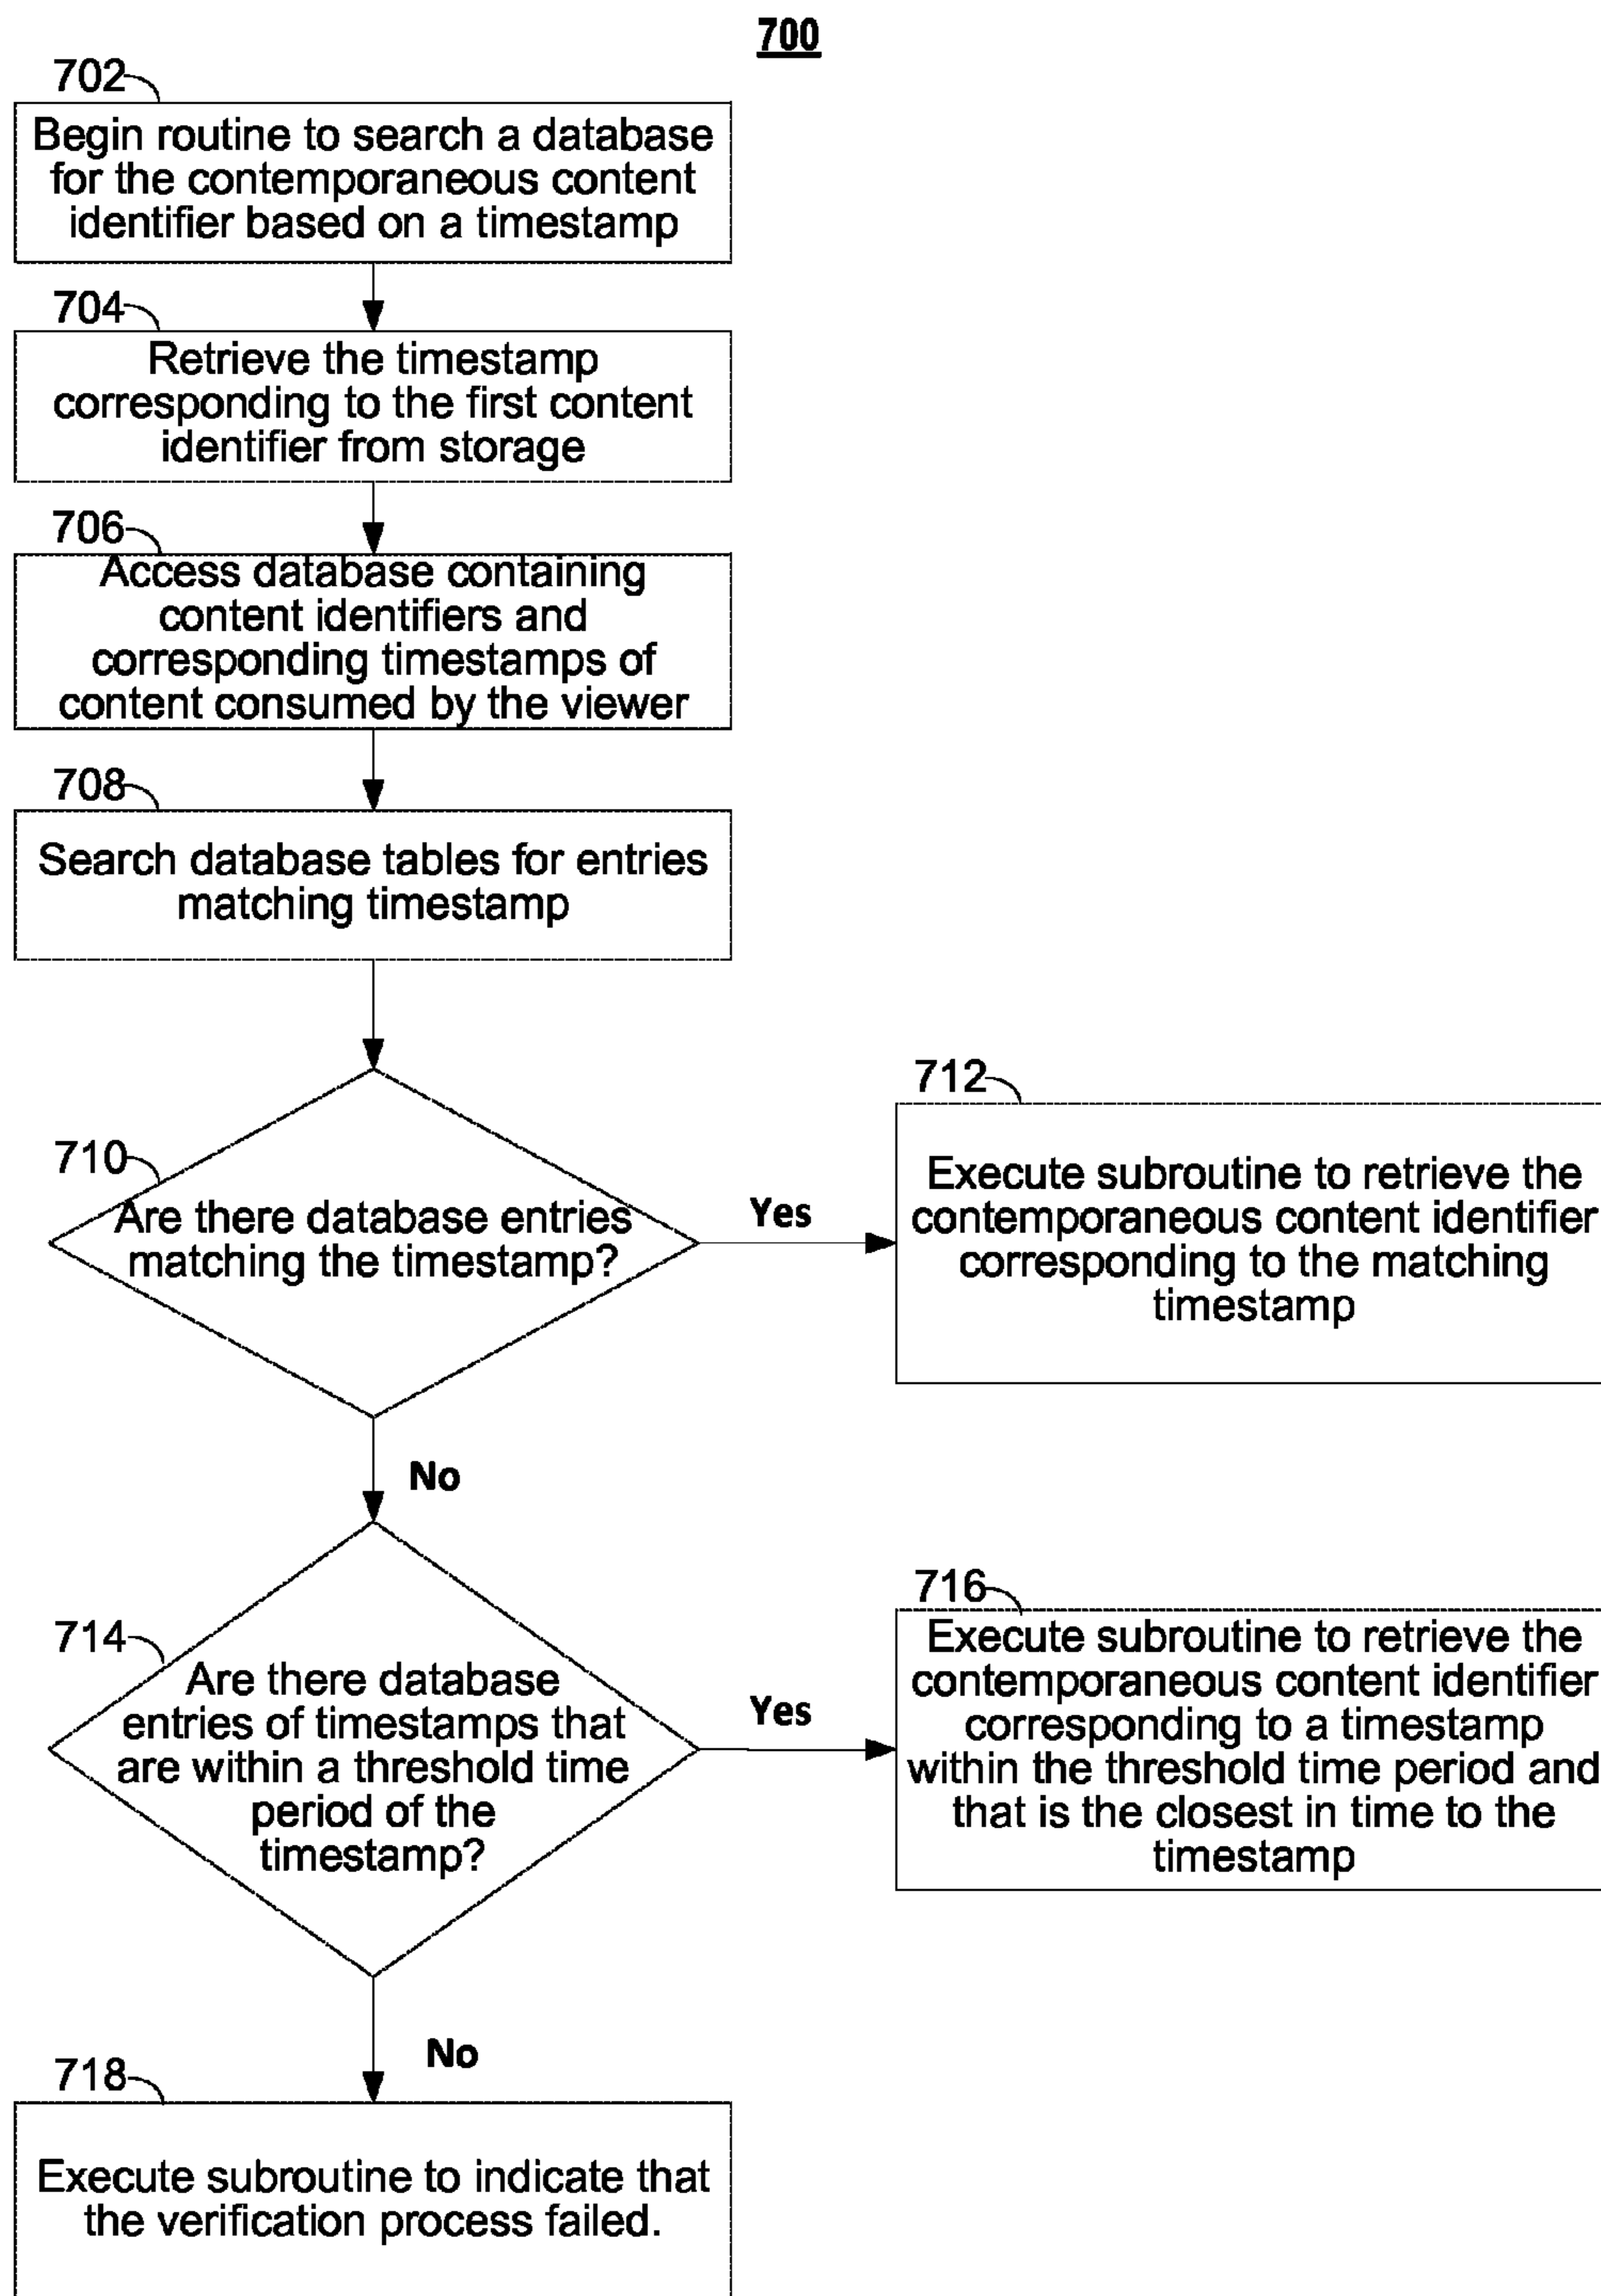 700
702
Begin routine to search a database
for the contemporaneous content
identifier based on a timestamp
704
Retrieve the timestamp
corresponding to the first content
identifier from storage
706
Access database containing
content identifiers and
corresponding timestamps of
content consumed by the viewer
708
Search database tables for entries
matching timestamp
710
Are there database entries
matching the timestamp?
Yes
712
Execute subroutine to retrieve the
contemporaneous content identifier
corresponding to the matching
timestamp
No
714
Are there database
entries of timestamps that
are within a threshold time
period of the
timestamp?
Yes
716
Execute subroutine to retrieve the
contemporaneous content identifier
corresponding to a timestamp
within the threshold time period and
that is the closest in time to the
timestamp
No
718
Execute subroutine to indicate that
the verification process failed.